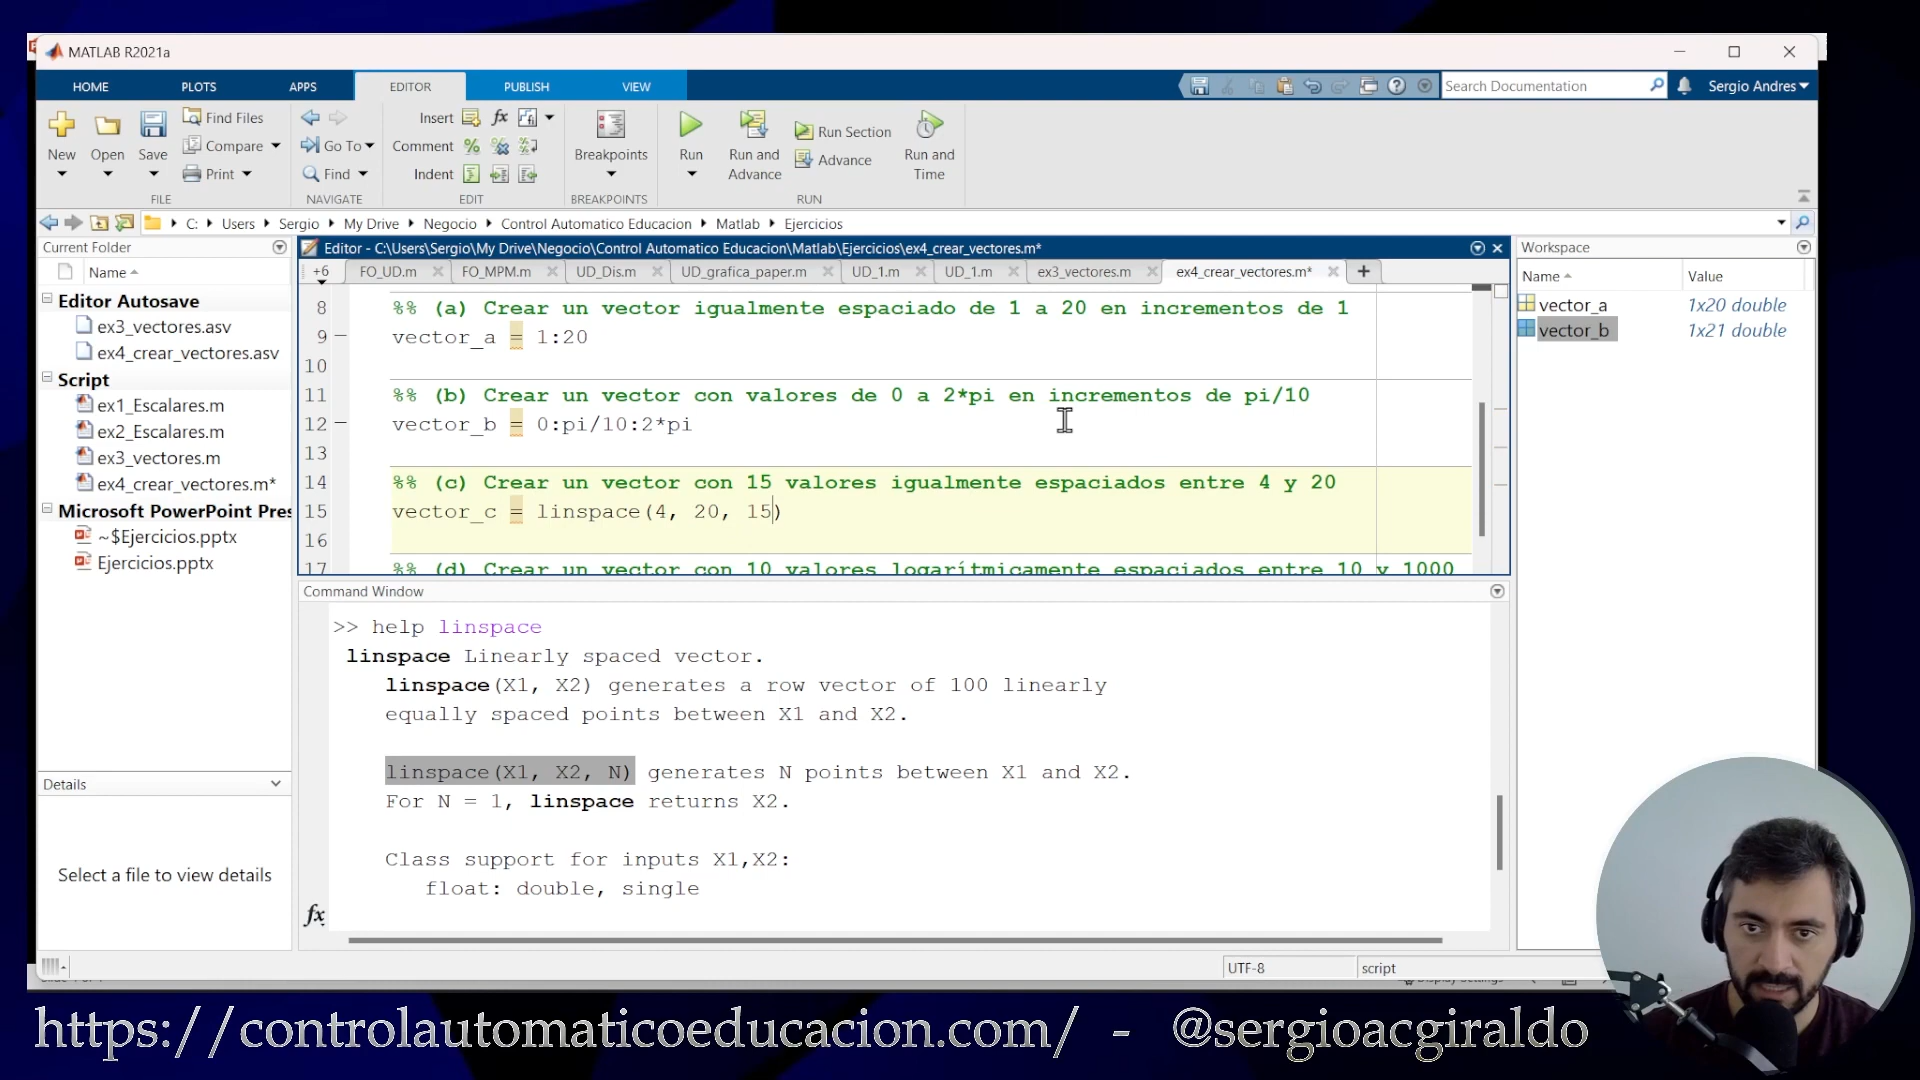 MATLAB R2021a
HOME
PLOTS
APPS
EDITOR
PUBLISH
VIEW
Search Documentation
Sergio Andres
New
Open
Save
Find Files
Compare
Print
FILE
Go To
Find
NAVIGATE
Insert
fx
Comment
Indent
EDIT
Breakpoints
BREAKPOINTS
Run
Run and Advance
Run Section
Advance
Run and Time
RUN
C: Users Sergio My Drive Negocio Control Automatico Educacion Matlab Ejercicios
Current Folder
Name
Editor Autosave
ex3_vectores.asv
ex4_crear_vectores.asv
Script
ex1_Escalares.m
ex2_Escalares.m
ex3_vectores.m
ex4_crear_vectores.m*
Microsoft PowerPoint Pres
~$Ejercicios.pptx
Ejercicios.pptx
Details
Select a file to view details
Editor - C:\Users\Sergio\My Drive\Negocio\Control Automatico Educacion\Matlab\Ejercicios\ex4_crear_vectores.m*
+6 FO_UD.m FO_MPM.m UD_Dis.m UD_grafica_paper.m UD_1.m UD_1.m ex3_vectores.m ex4_crear_vectores.m*
8 %% (a) Crear un vector igualmente espaciado de 1 a 20 en incrementos de 1
9 vector_a = 1:20
10
11 %% (b) Crear un vector con valores de 0 a 2*pi en incrementos de pi/10
12 vector_b = 0:pi/10:2*pi
13
14 %% (c) Crear un vector con 15 valores igualmente espaciados entre 4 y 20
15 vector_c = linspace(4, 20, 15)
16
17 %% (d) Crear un vector con 10 valores logarítmicamente espaciados entre 10 y 1000
Command Window
>> help linspace
linspace Linearly spaced vector.
linspace(X1, X2) generates a row vector of 100 linearly
equally spaced points between X1 and X2.
linspace(X1, X2, N) generates N points between X1 and X2.
For N = 1, linspace returns X2.
Class support for inputs X1,X2:
float: double, single
fx
Workspace
Name Value
vector_a 1x20 double
vector_b 1x21 double
UTF-8
script
https://controlautomaticoeducacion.com/ - @sergioacgiraldo